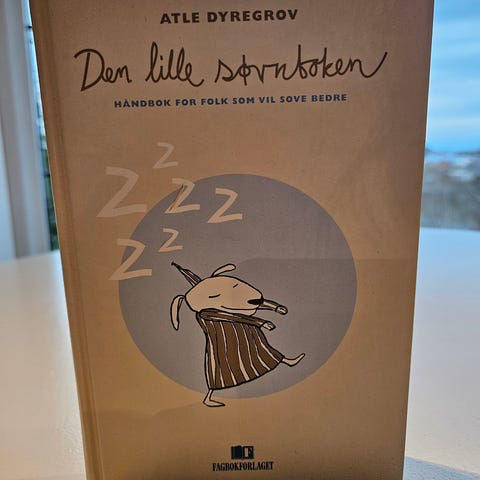 ATLE DYREGROV
Den lille søvnboken
HÅNDBOK FOR FOLK SOM VIL SOVE BEDRE
Z
Z Z Z
Z Z
FAGBOKFORLAGET